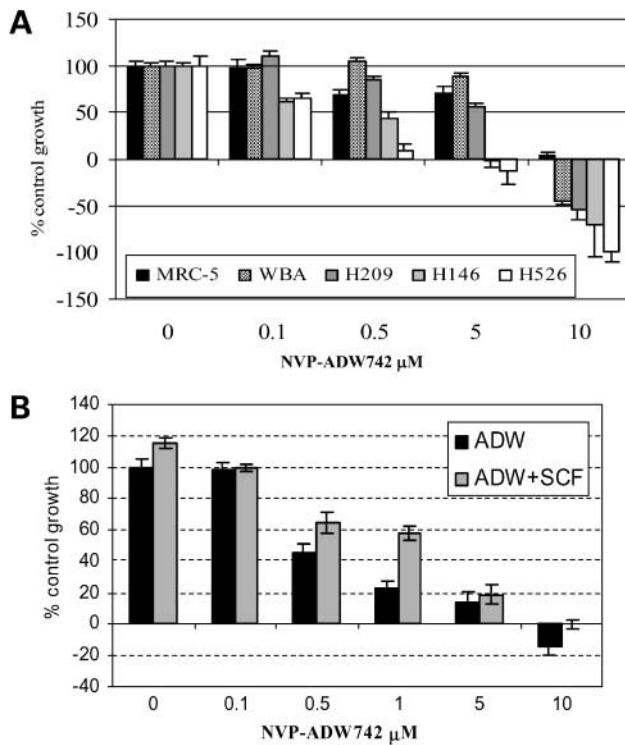 A
150
100
50
0
-50
-100
-150
% control growth
MRC-5 WBA H209 H146 H526
0 0.1 0.5 5 10
NVP-ADW742 μM
B
140
120
100
80
60
40
20
0
-20
-40
% control growth
ADW
ADW+SCF
0 0.1 0.5 1 5 10
NVP-ADW742 μM